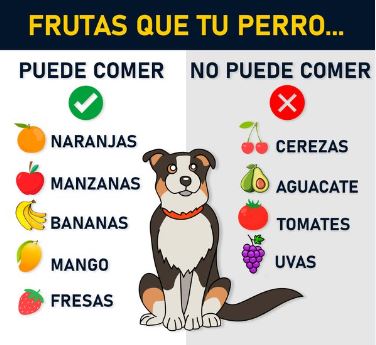 FRUTAS QUE TU PERRO...
PUEDE COMER
NARANJAS
MANZANAS
BANANAS
MANGO
FRESAS
NO PUEDE COMER
CEREZAS
AGUACATE
TOMATES
UVAS